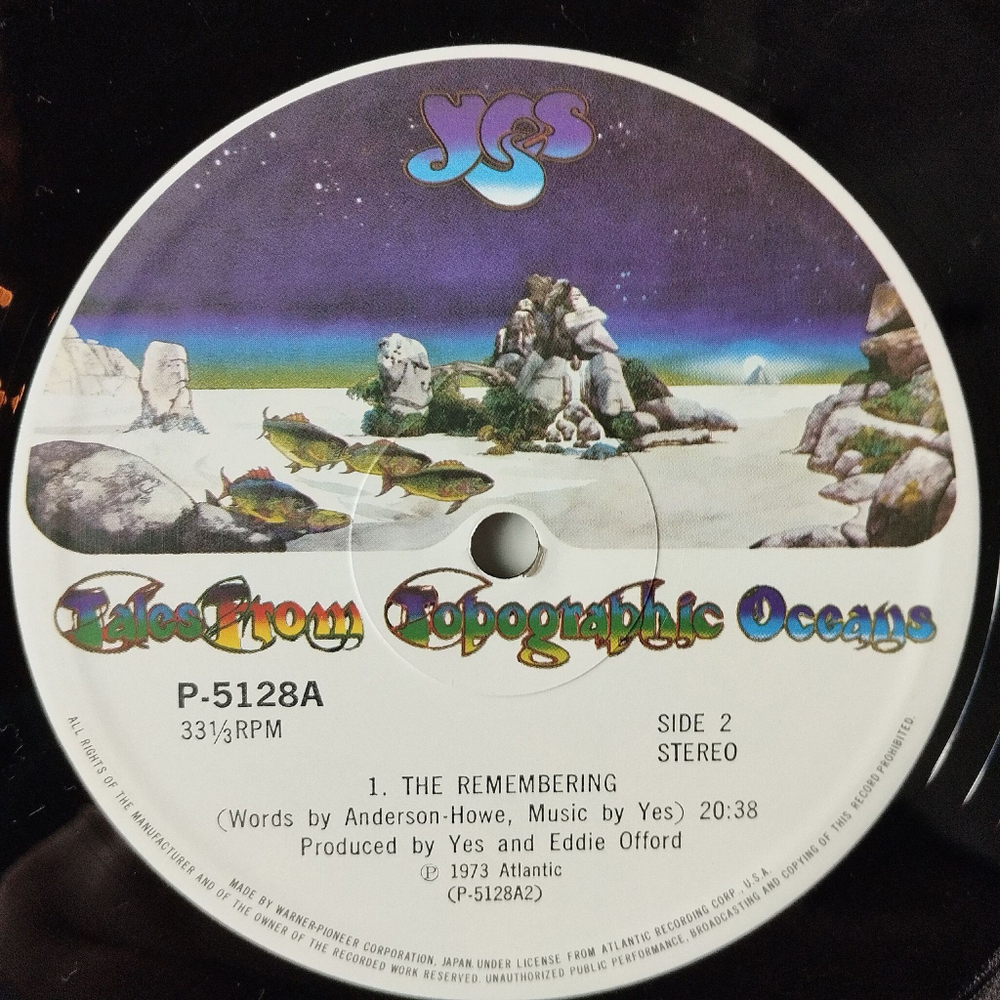 yes
Tales From Topographic Oceans
P-5128A
33⅓RPM
SIDE 2
STEREO
1. THE REMEMBERING
(Words by Anderson-Howe, Music by Yes) 20:38
Produced by Yes and Eddie Offord
Ⓟ 1973 Atlantic
(P-5128A2)
MADE BY WARNER-PIONEER CORPORATION, JAPAN. UNDER LICENSE FROM ATLANTIC RECORDING CORP., U.S.A.
ALL RIGHTS OF THE MANUFACTURER AND OF THE OWNER OF THE RECORDED WORK RESERVED. UNAUTHORIZED PUBLIC PERFORMANCE, BROADCASTING AND COPYING OF THIS RECORD PROHIBITED.